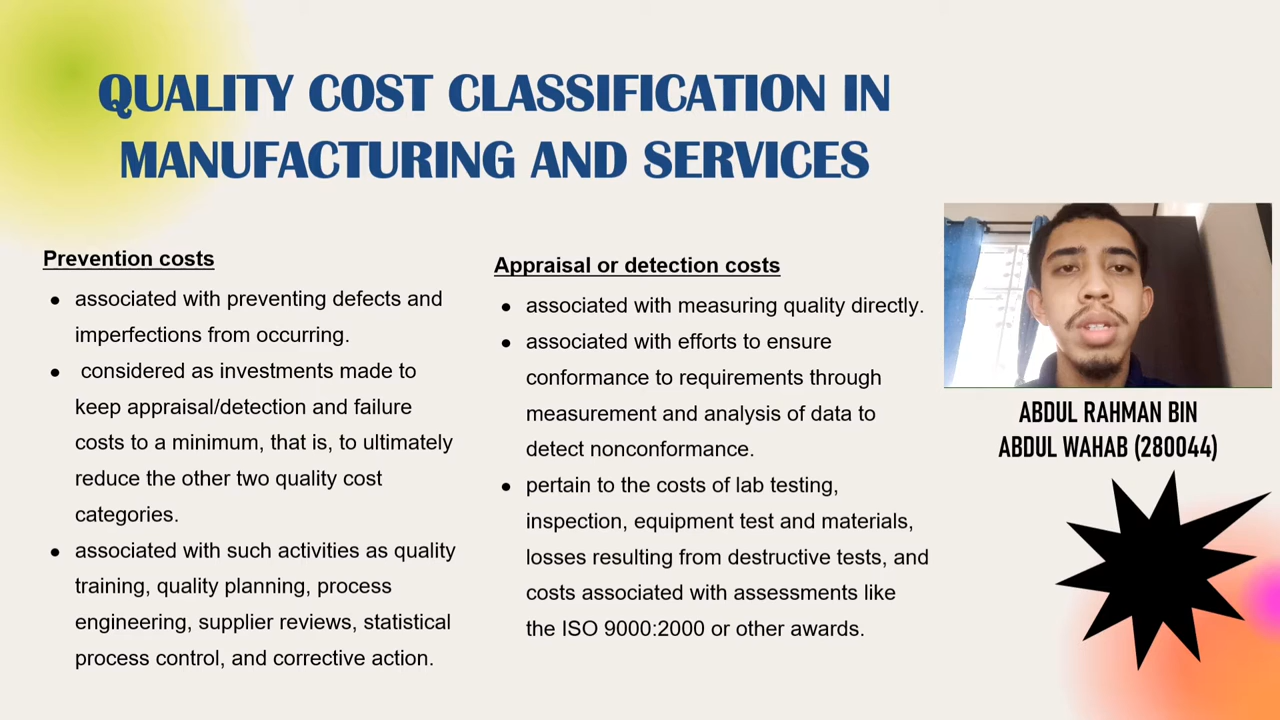 QUALITY COST CLASSIFICATION IN
MANUFACTURING AND SERVICES
Prevention costs
● associated with preventing defects and
imperfections from occurring.
● considered as investments made to
keep appraisal/detection and failure
costs to a minimum, that is, to ultimately
reduce the other two quality cost
categories.
● associated with such activities as quality
training, quality planning, process
engineering, supplier reviews, statistical
process control, and corrective action.
Appraisal or detection costs
● associated with measuring quality directly.
● associated with efforts to ensure
conformance to requirements through
measurement and analysis of data to
detect nonconformance.
● pertain to the costs of lab testing,
inspection, equipment test and materials,
losses resulting from destructive tests, and
costs associated with assessments like
the ISO 9000:2000 or other awards.
ABDUL RAHMAN BIN
ABDUL WAHAB (280044)